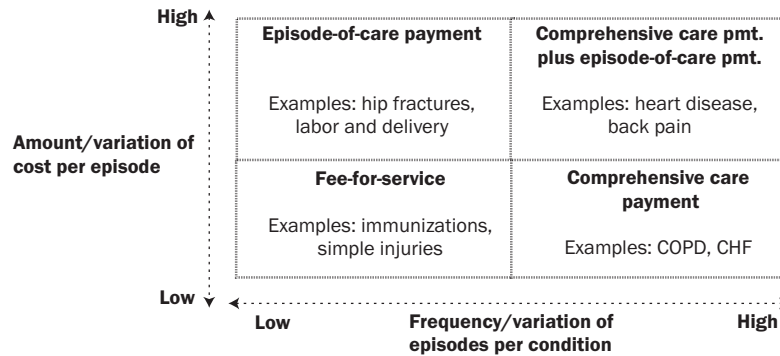 High
Episode-of-care payment
Examples: hip fractures,
labor and delivery
Comprehensive care pmt.
plus episode-of-care pmt.
Examples: heart disease,
back pain
Amount/variation of
cost per episode
Fee-for-service
Examples: immunizations,
simple injuries
Comprehensive care
payment
Examples: COPD, CHF
Low
Low
Frequency/variation of
episodes per condition
High